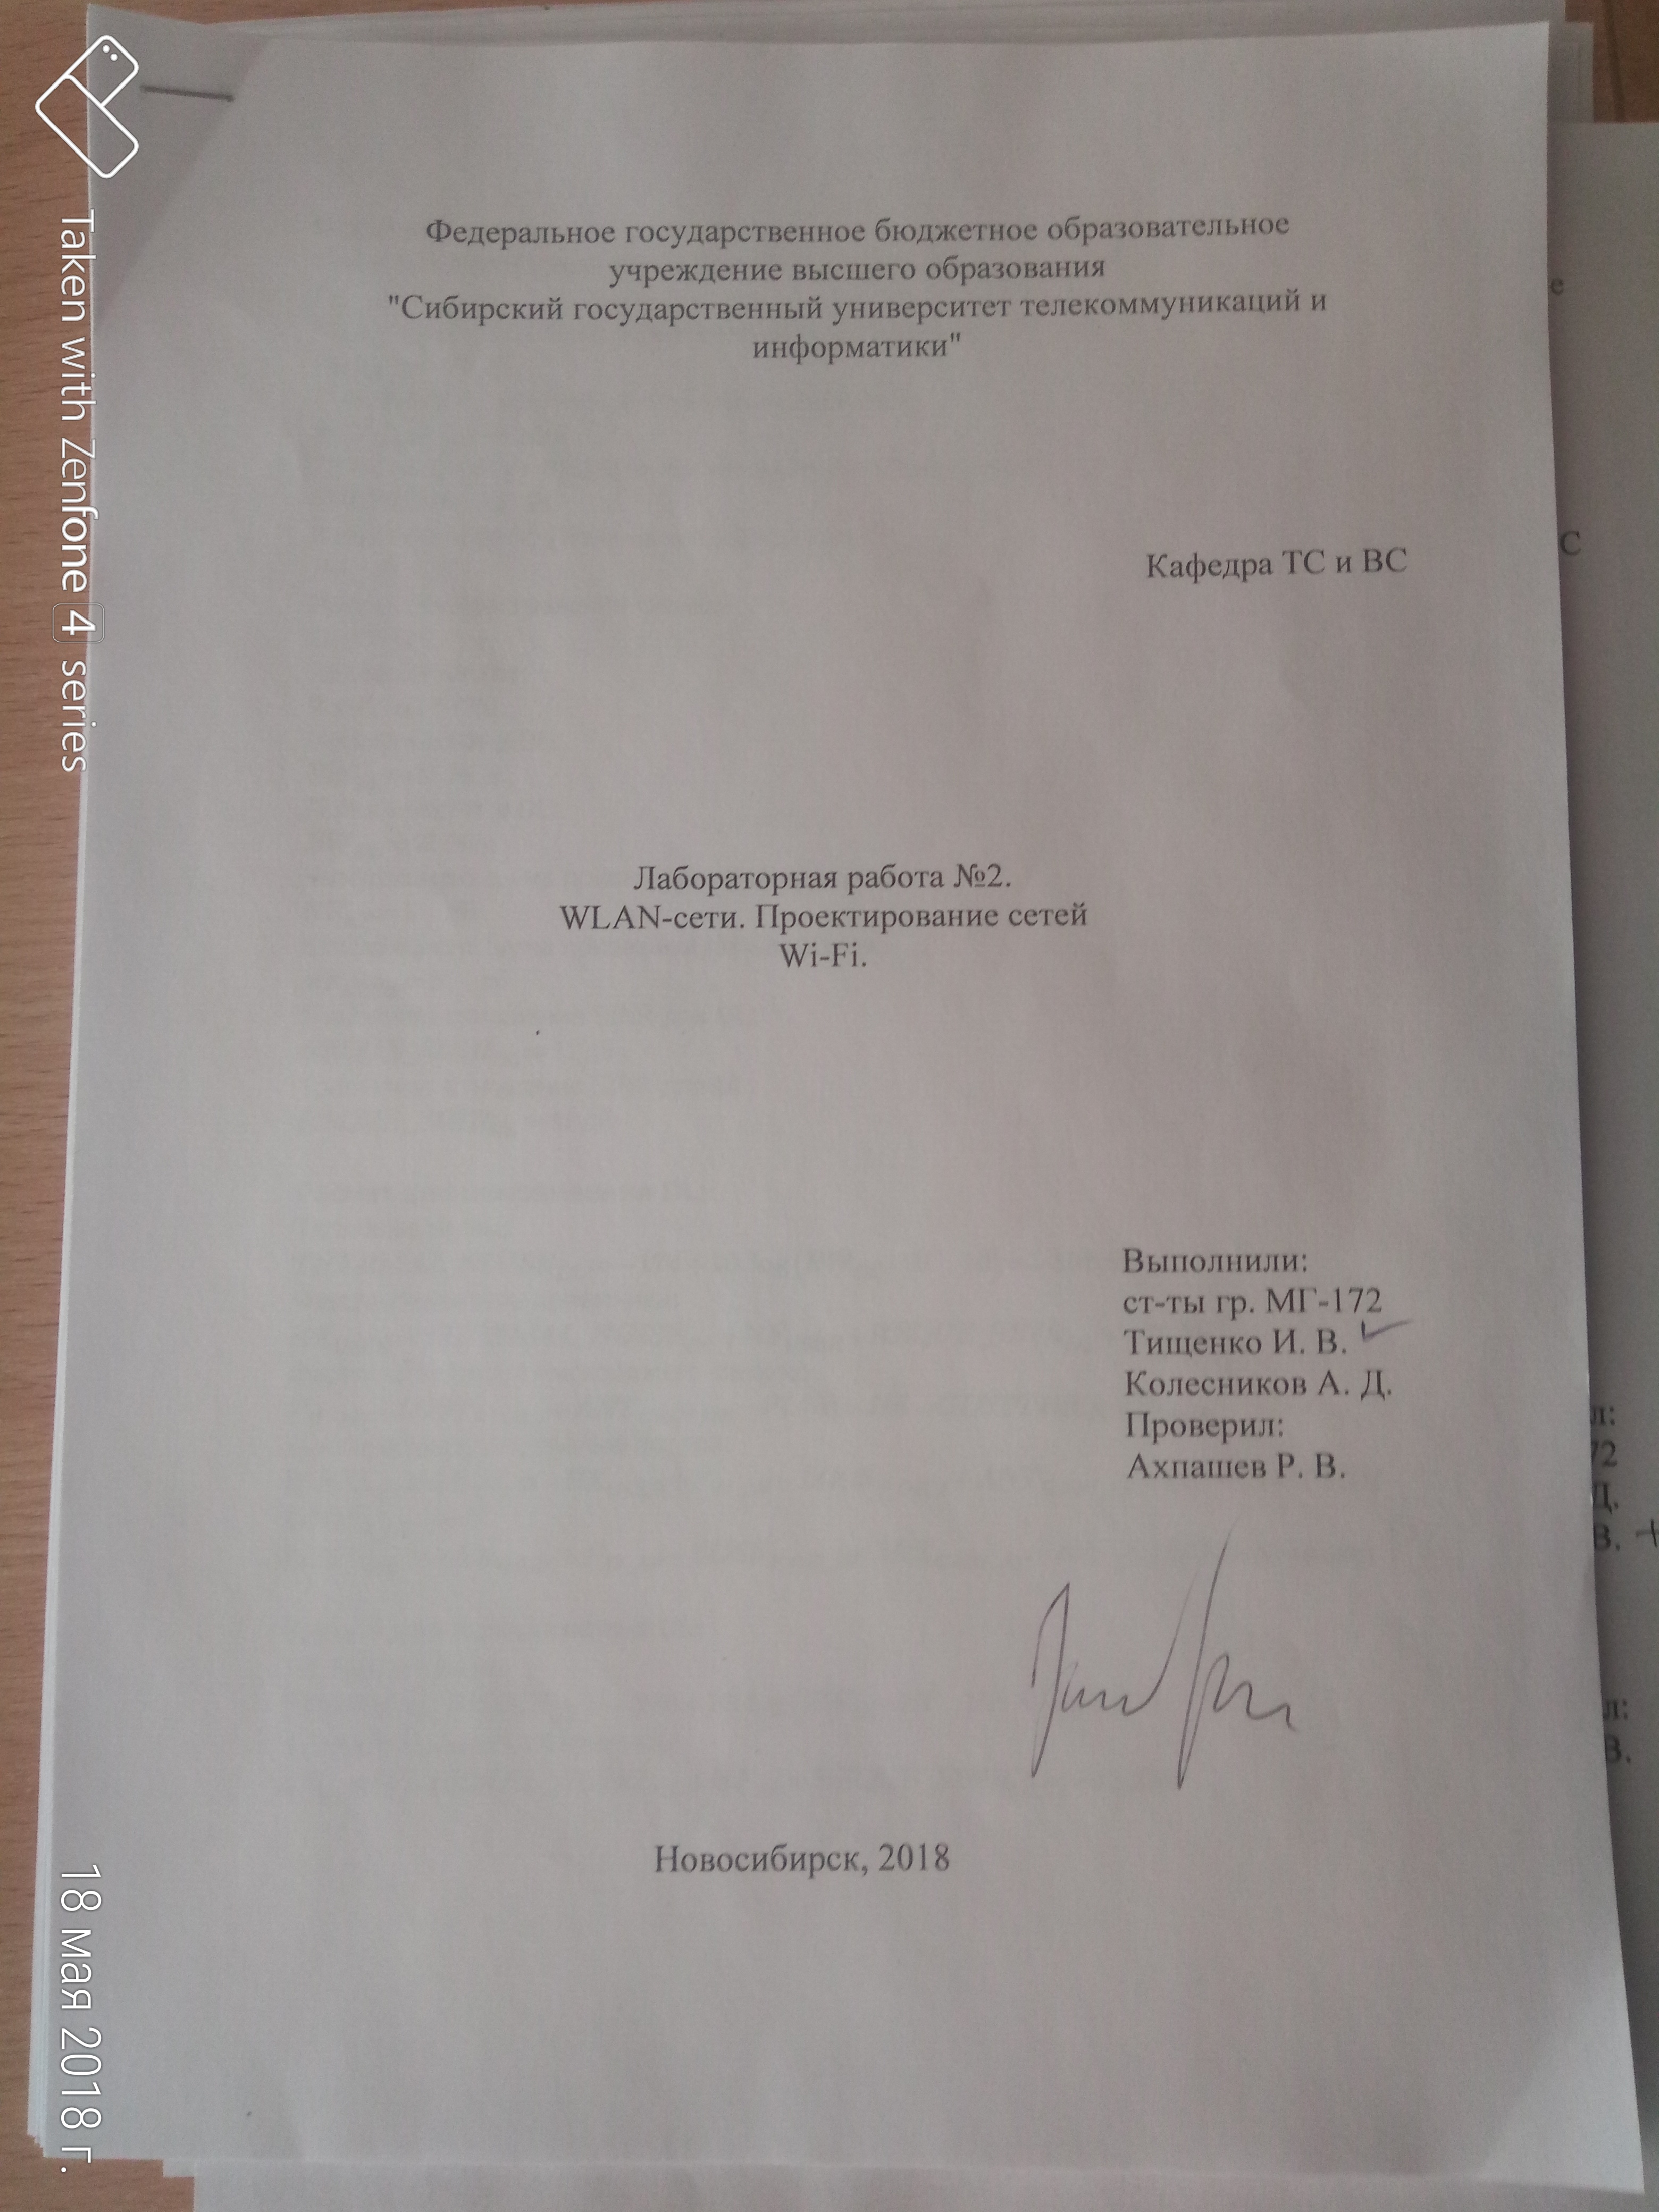 Федеральное государственное бюджетное образовательное
учреждение высшего образования
"Сибирский государственный университет телекоммуникаций и
информатики"
Кафедра ТС и ВС
Лабораторная работа №2.
WLAN-сети. Проектирование сетей
Wi-Fi.
Выполнили:
ст-ты гр. МГ-172
Тищенко И. В.
Колесников А. Д.
Проверил:
Ахпашев Р. В.
Новосибирск, 2018
Taken with Zenfone 4 series
18 мая 2018 г.